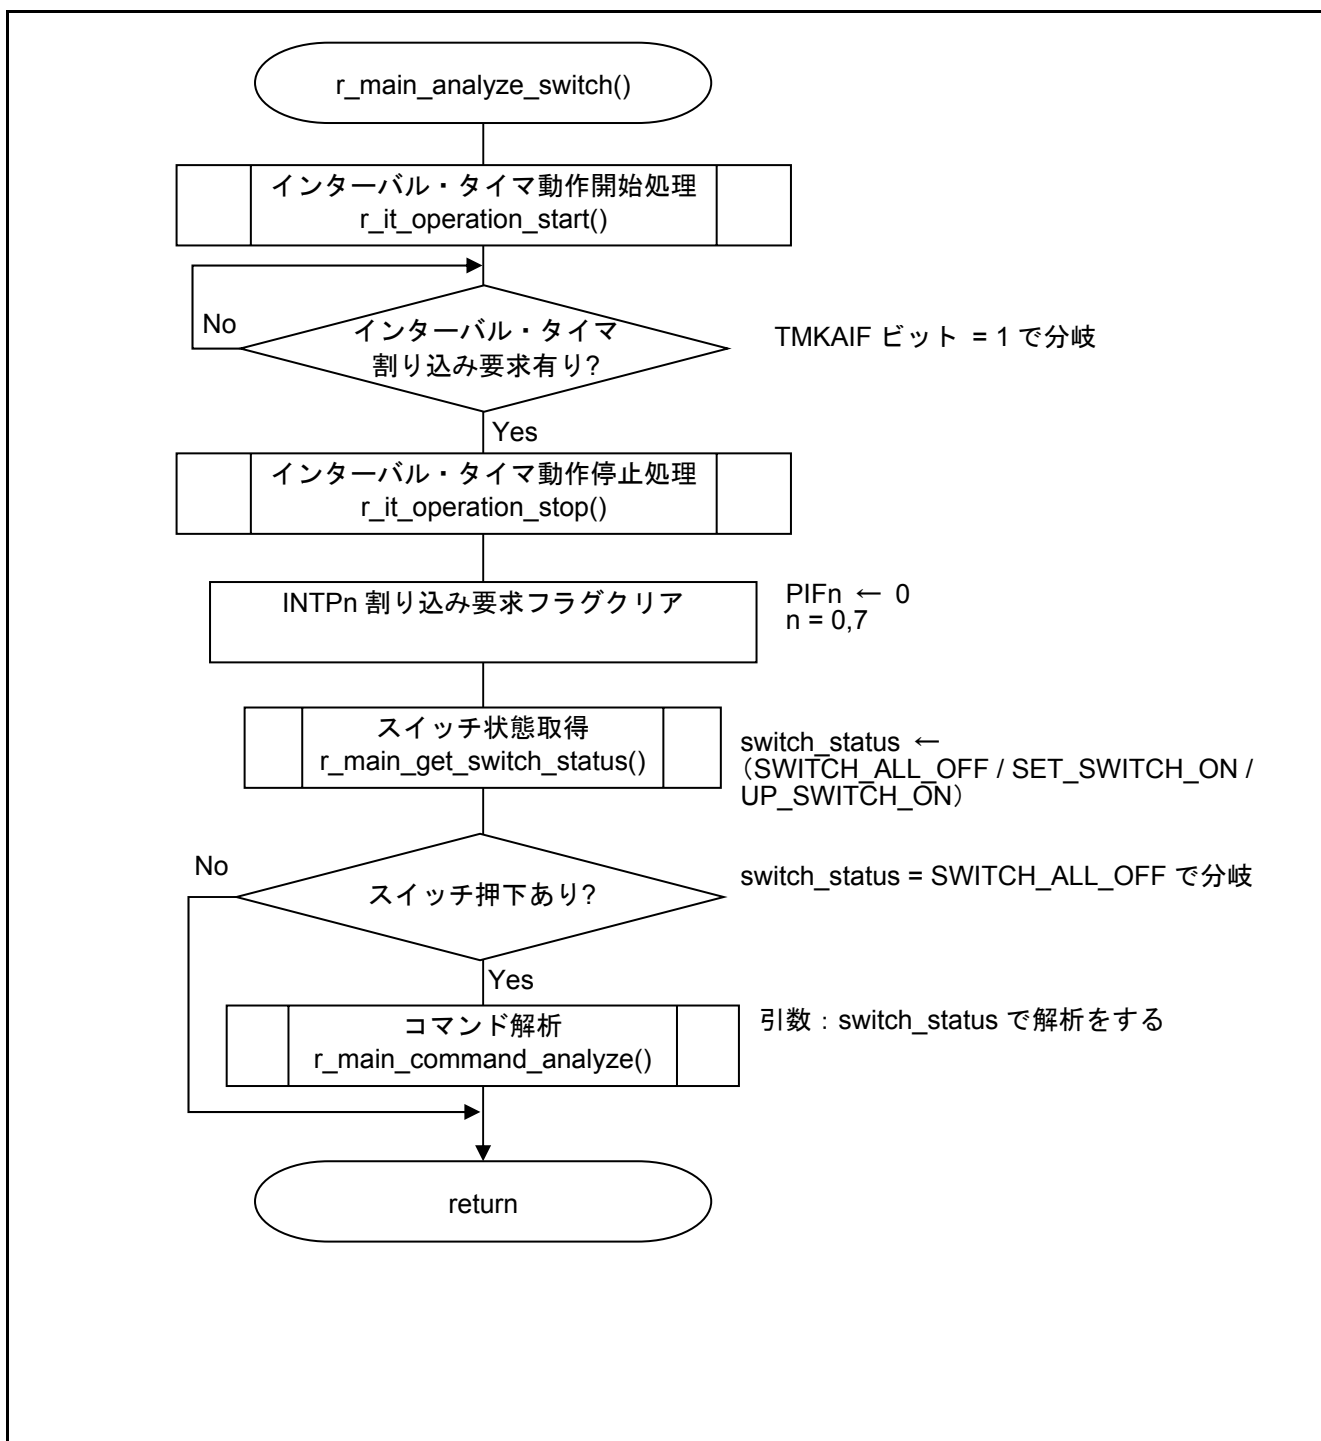 r_main_analyze_switch()
インターバル・タイマ動作開始処理
r_it_operation_start()
No
インターバル・タイマ
割り込み要求有り?
TMKAIF ビット = 1 で分岐
Yes
インターバル・タイマ動作停止処理
r_it_operation_stop()
INTPn 割り込み要求フラグクリア
PIFn ← 0
n = 0,7
スイッチ状態取得
r_main_get_switch_status()
switch_status ←
（SWITCH_ALL_OFF / SET_SWITCH_ON /
UP_SWITCH_ON）
No
スイッチ押下あり?
switch_status = SWITCH_ALL_OFF で分岐
Yes
コマンド解析
r_main_command_analyze()
引数：switch_status で解析をする
return